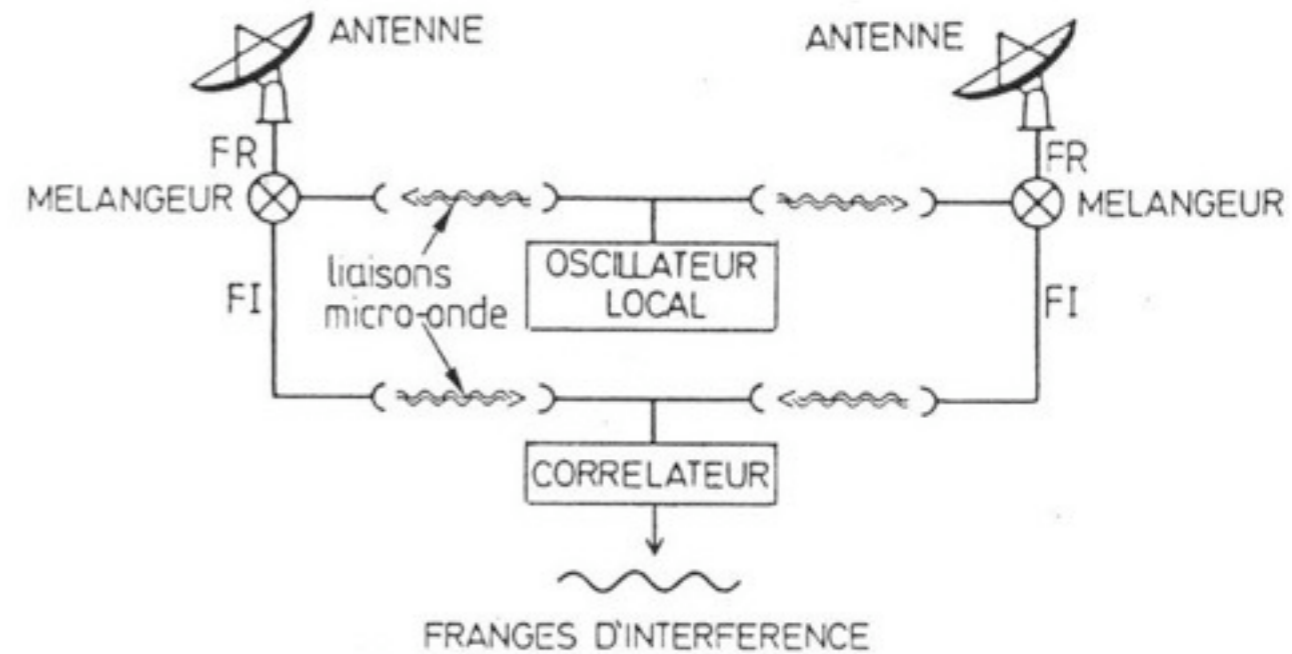 ANTENNE
ANTENNE
FR
FR
MELANGEUR
MELANGEUR
OSCILLATEUR
LOCAL
liaisons
micro-onde
FI
FI
CORRELATEUR
FRANGES D'INTERFERENCE